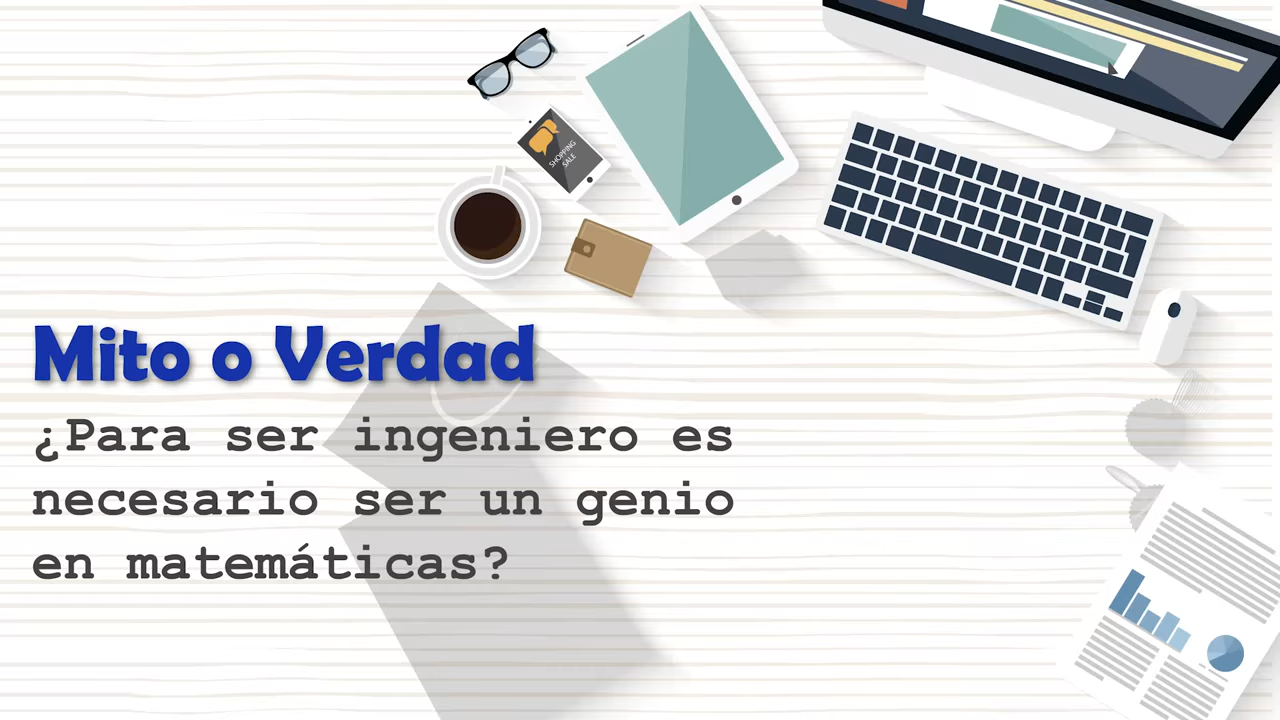 SHOPPING
SALE
Mito o Verdad
¿Para ser ingeniero es
necesario ser un genio
en matemáticas?